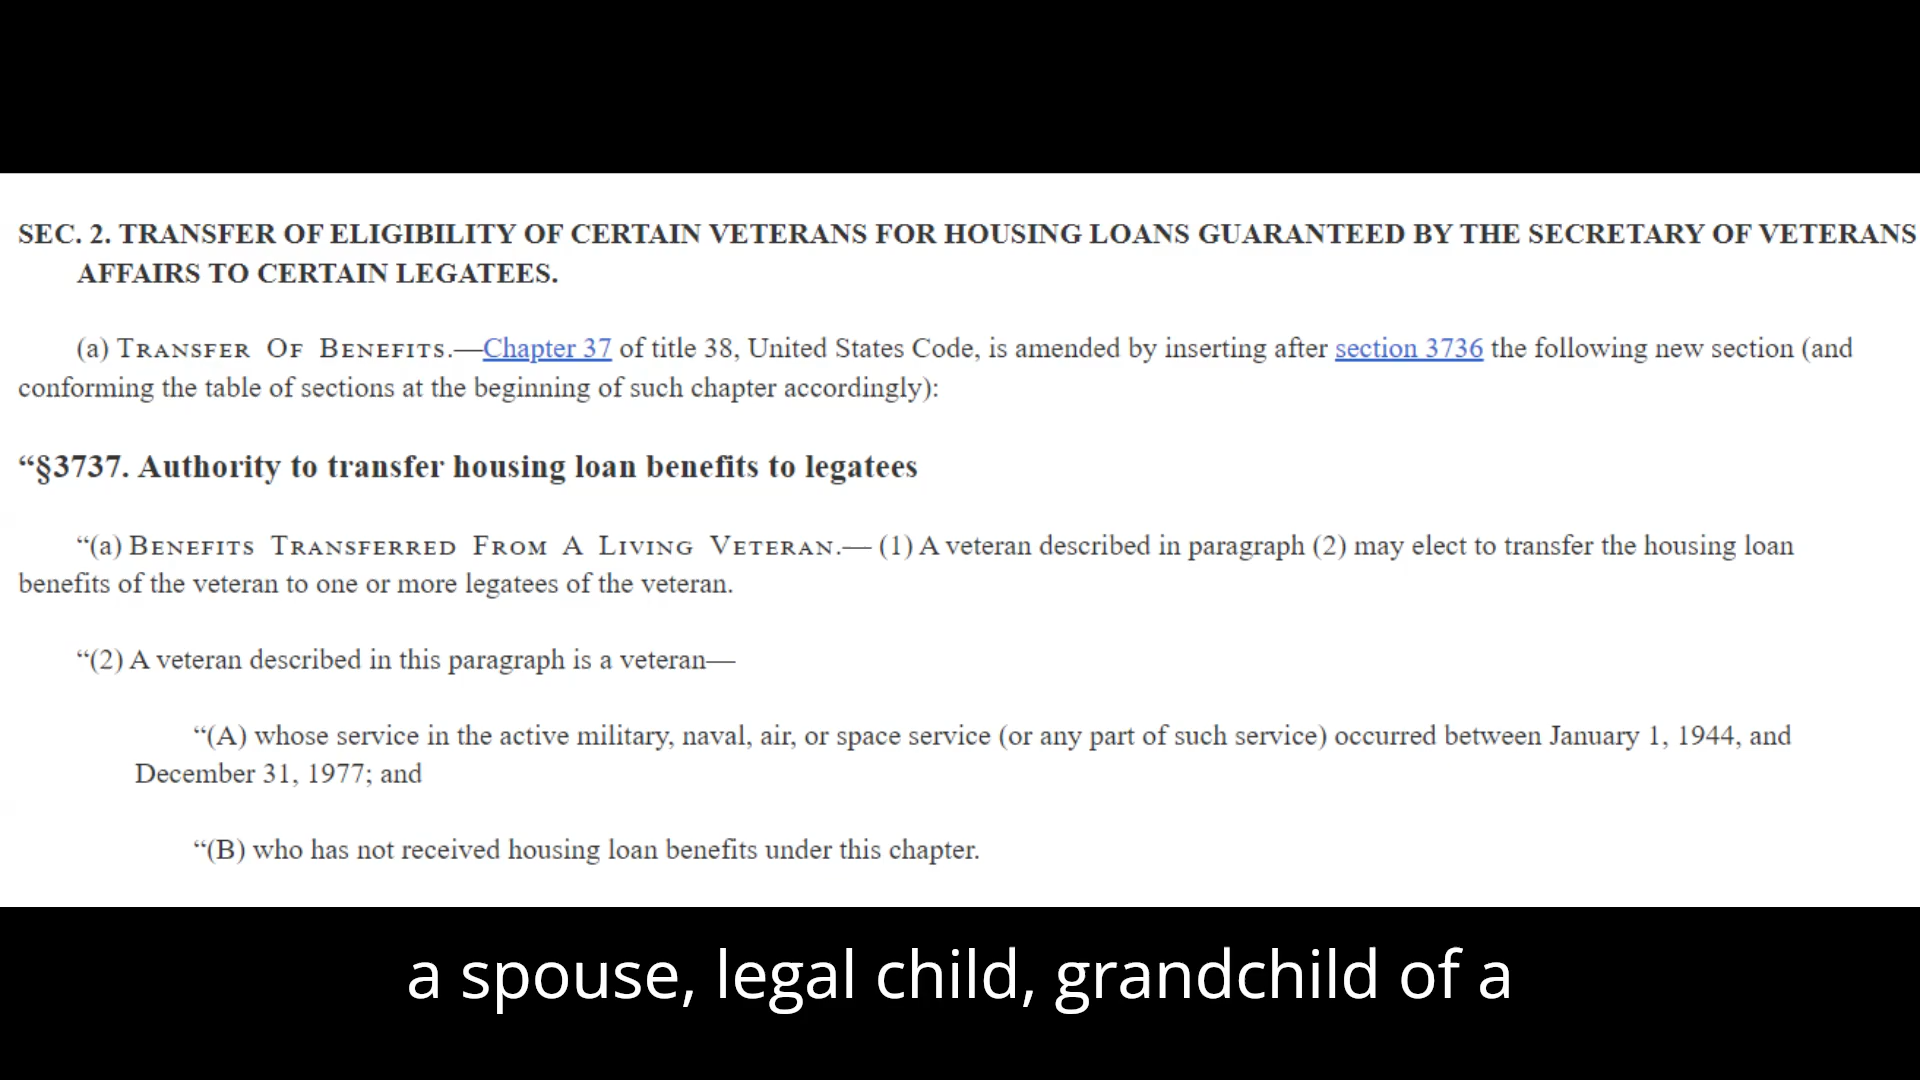 SEC. 2. TRANSFER OF ELIGIBILITY OF CERTAIN VETERANS FOR HOUSING LOANS GUARANTEED BY THE SECRETARY OF VETERANS
AFFAIRS TO CERTAIN LEGATEES.
(a) TRANSFER OF BENEFITS.—Chapter 37 of title 38, United States Code, is amended by inserting after section 3736 the following new section (and
conforming the table of sections at the beginning of such chapter accordingly):
“§3737. Authority to transfer housing loan benefits to legatees
“(a) BENEFITS TRANSFERRED FROM A LIVING VETERAN.— (1) A veteran described in paragraph (2) may elect to transfer the housing loan
benefits of the veteran to one or more legatees of the veteran.
“(2) A veteran described in this paragraph is a veteran—
“(A) whose service in the active military, naval, air, or space service (or any part of such service) occurred between January 1, 1944, and
December 31, 1977; and
“(B) who has not received housing loan benefits under this chapter.
a spouse, legal child, grandchild of a